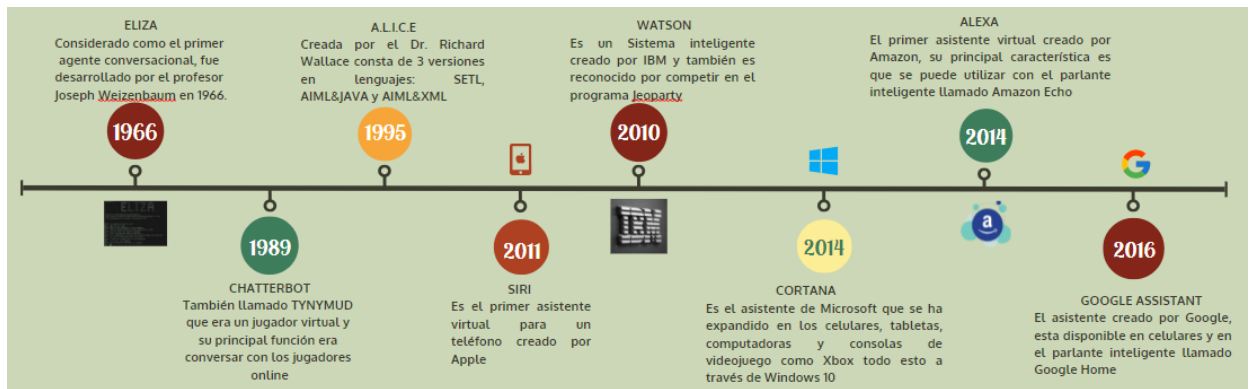 ELIZA
Considerado como el primer
agente conversacional, fue
desarrollado por el profesor
Joseph Weizenbaum en 1966.
1966
CHATTERBOT
También llamado TYNYMUD
que era un jugador virtual y
su principal función era
conversar con los jugadores
online
1989
A.L.I.C.E
Creada por el Dr. Richard
Wallace consta de 3 versiones
en lenguajes: SETL,
AIML&JAVA y AIML&XML
1995
2011
SIRI
Es el primer asistente
virtual para un
teléfono creado por
Apple
WATSON
Es un Sistema inteligente
creado por IBM y también es
reconocido por competir en el
programa Jeoparty
2010
IBM
2014
CORTANA
Es el asistente de Microsoft que se ha
expandido en los celulares, tabletas,
computadoras y consolas de
videojuego como Xbox todo esto a
través de Windows 10
ALEXA
El primer asistente virtual creado por
Amazon, su principal característica es
que se puede utilizar con el parlante
inteligente llamado Amazon Echo
2014
a
G
2016
GOOGLE ASSISTANT
El asistente creado por Google,
esta disponible en celulares y en
el parlante inteligente llamado
Google Home
ELIZA